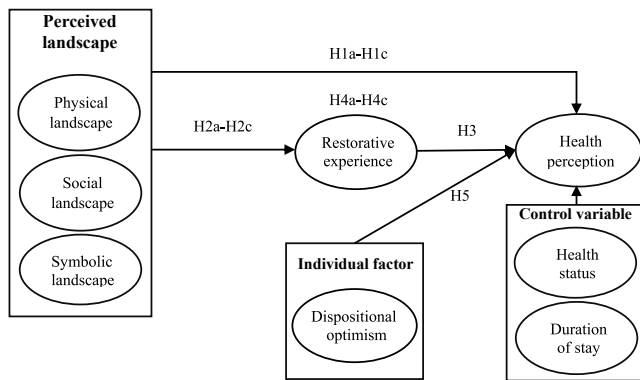 Perceived
landscape
Physical
landscape
Social
landscape
Symbolic
landscape
H1a-H1c
H2a-H2c
H4a-H4c
Restorative
experience
H3
H5
Health
perception
Individual factor
Dispositional
optimism
Control variable
Health
status
Duration
of stay